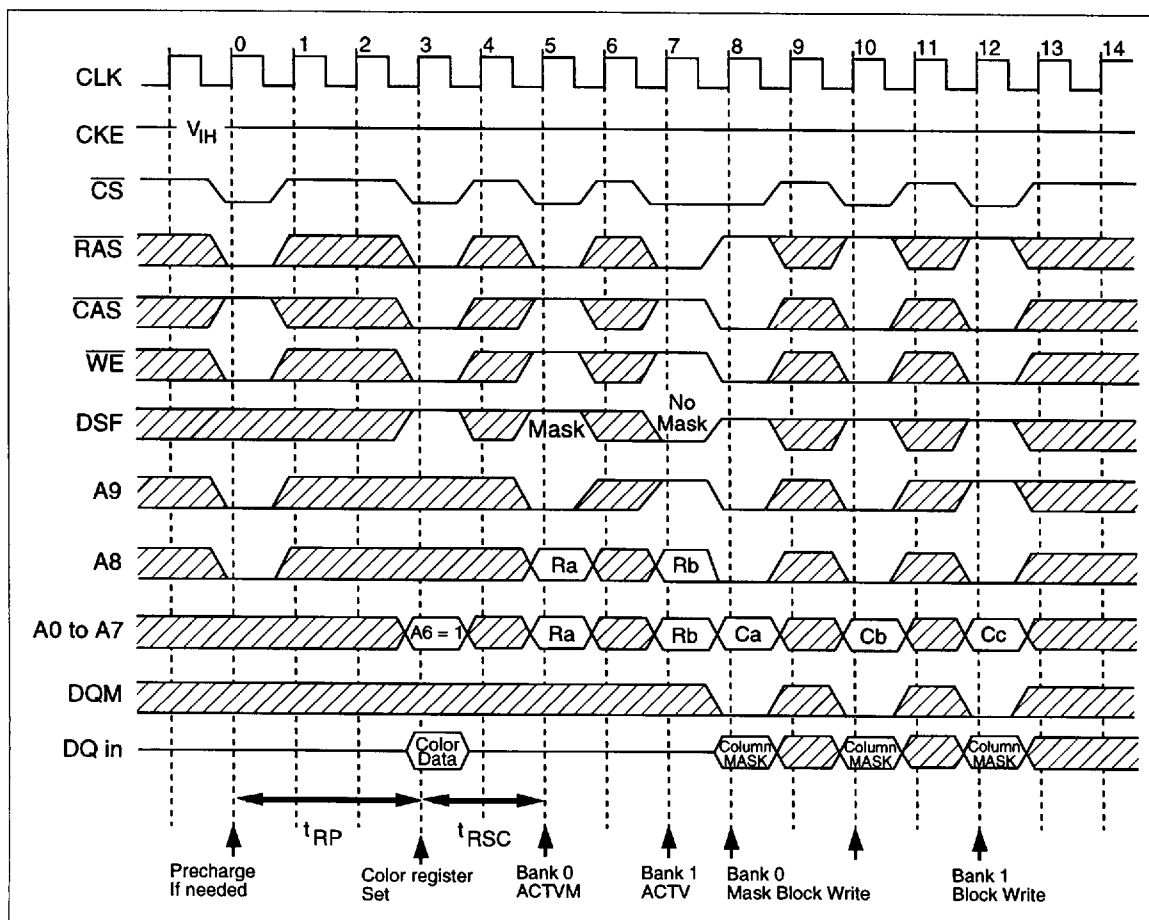 0 1 2 3 4 5 6 7 8 9 10 11 12 13 14
CLK
CKE VIH
CS
RAS
CAS
WE
DSF Mask No Mask
A9
A8 Ra Rb
A0 to A7 A6 = 1 Ra Rb Ca Cb Cc
DQM
DQ in Color Data Column MASK Column MASK Column MASK
tRP tRSC
Precharge If needed
Color register Set
Bank 0 ACTVM
Bank 1 ACTV
Bank 0 Mask Block Write
Bank 1 Block Write